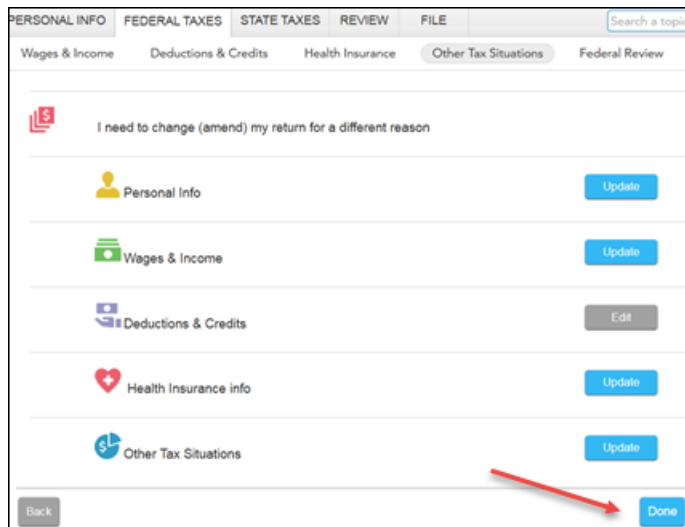 PERSONAL INFO FEDERAL TAXES STATE TAXES REVIEW FILE Search a topic
Wages & Income Deductions & Credits Health Insurance Other Tax Situations Federal Review
$
I need to change (amend) my return for a different reason
Personal Info Update
Wages & Income Update
Deductions & Credits Edit
Health Insurance info Update
$ Other Tax Situations Update
Back Done